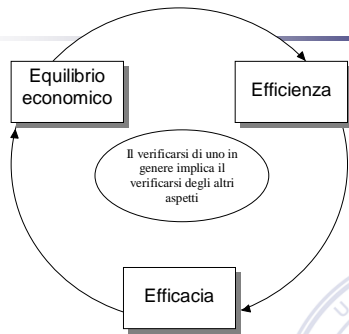 Equilibrio
economico
Efficienza
Il verificarsi di uno in
genere implica il
verificarsi degli altri
aspetti
Efficacia